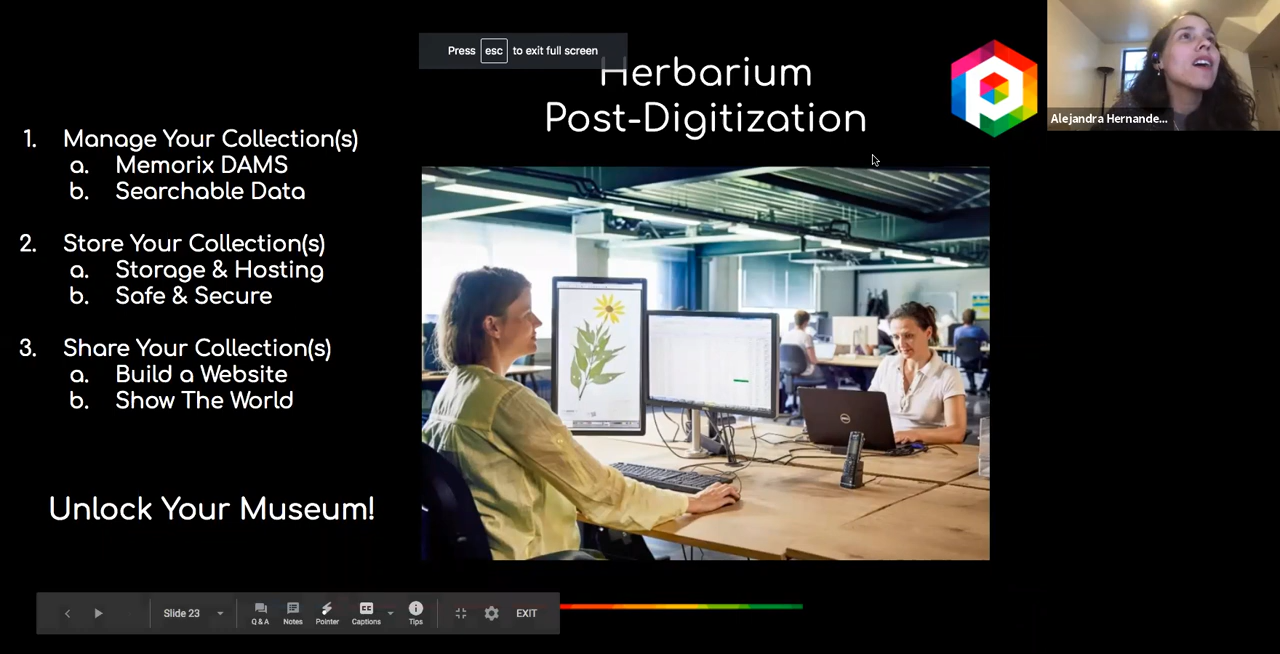 Press esc to exit full screen
Herbarium
Post-Digitization
Alejandra Hernande...
1. Manage Your Collection(s)
a. Memorix DAMS
b. Searchable Data
2. Store Your Collection(s)
a. Storage & Hosting
b. Safe & Secure
3. Share Your Collection(s)
a. Build a Website
b. Show The World
Unlock Your Museum!
Slide 23
Q & A
Notes
Pointer
CC
Captions
Tips
EXIT
DELL